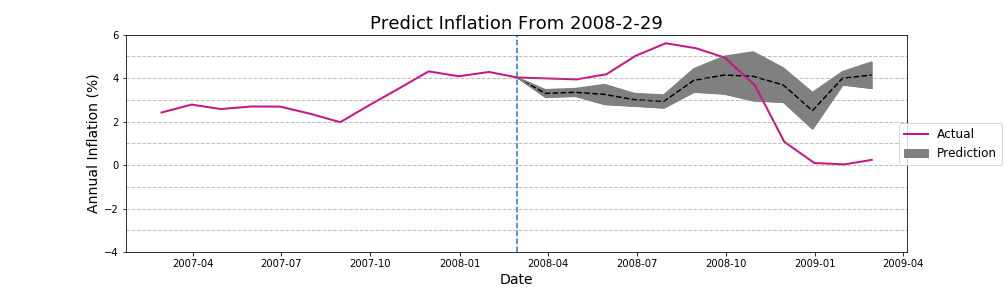 Predict Inflation From 2008-2-29
Annual Inflation (%)
6
4
2
0
−2
−4
2007-04 2007-07 2007-10 2008-01 2008-04 2008-07 2008-10 2009-01 2009-04
Date
Actual
Prediction